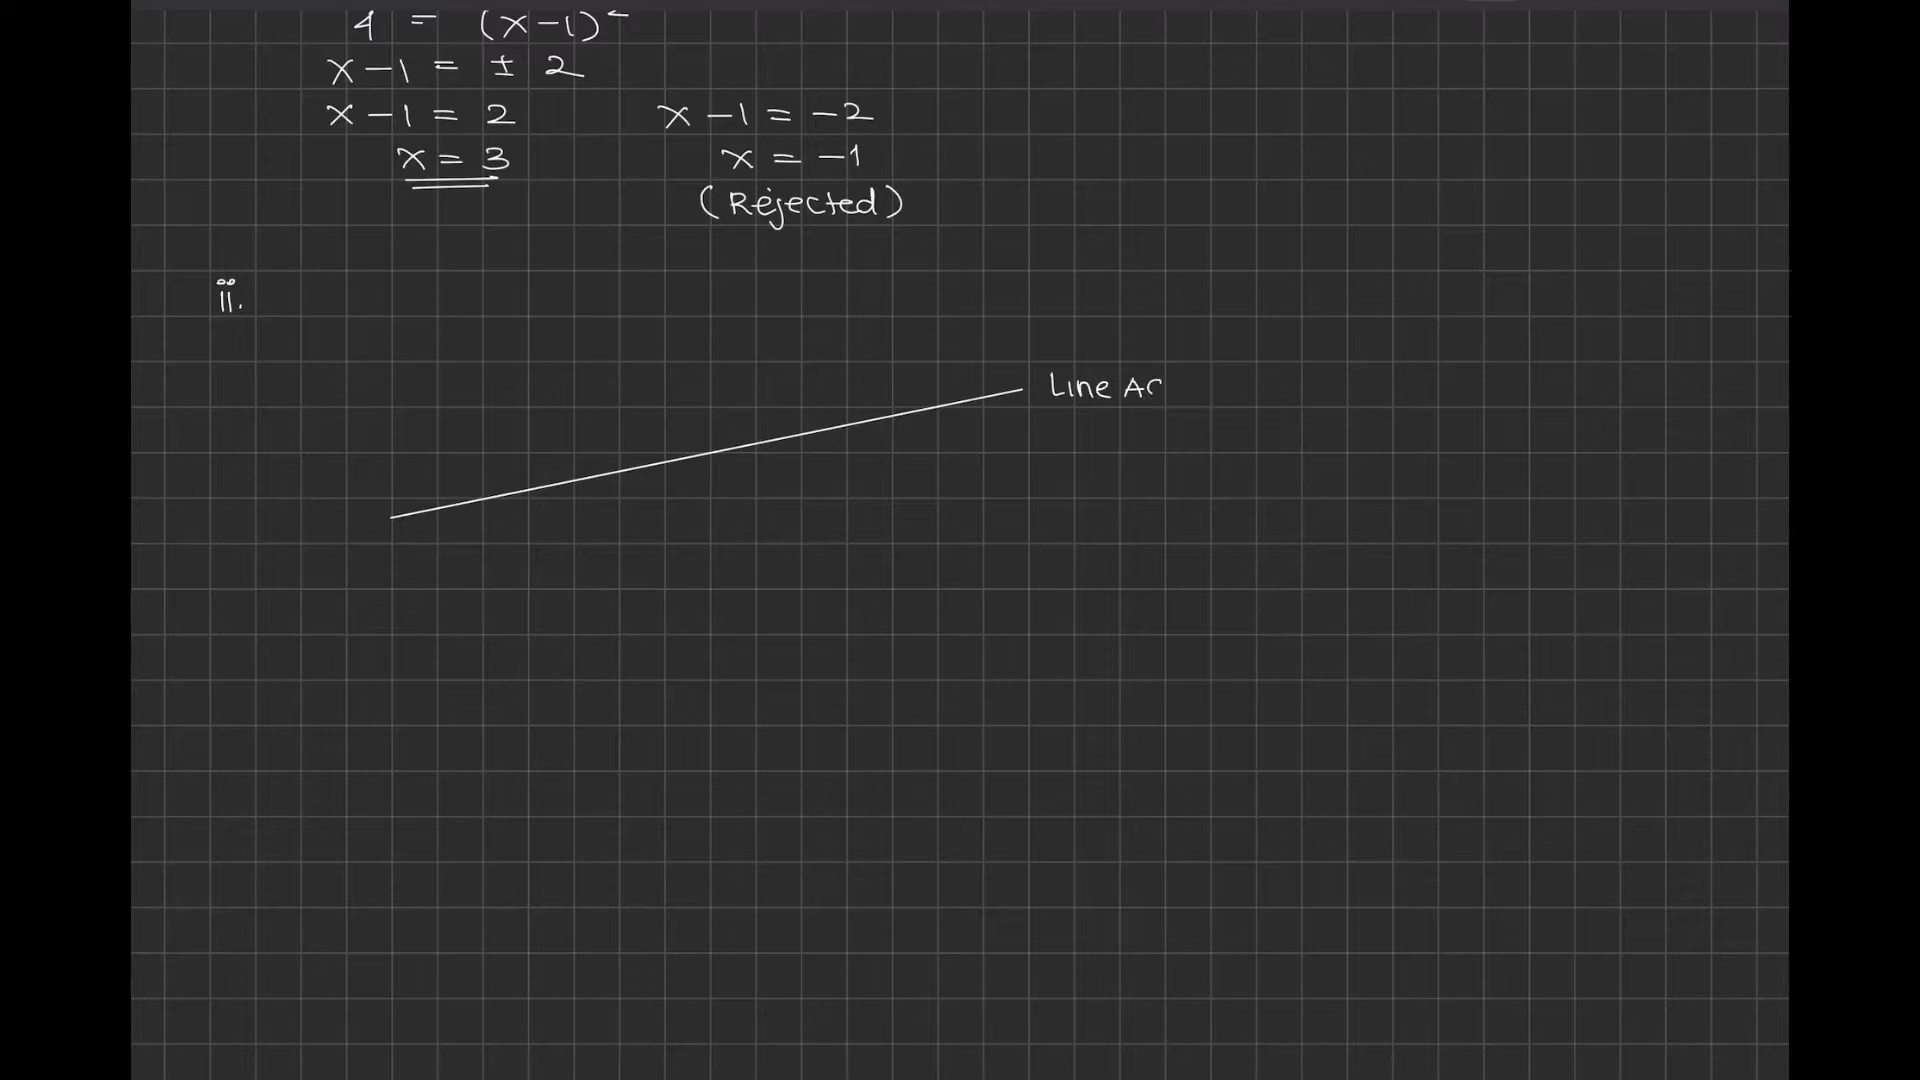 4 = (x-1)²
x-1 = ± 2
x-1 = 2 x-1 = -2
x = 3 x = -1
(Rejected)
ii.
Line AC